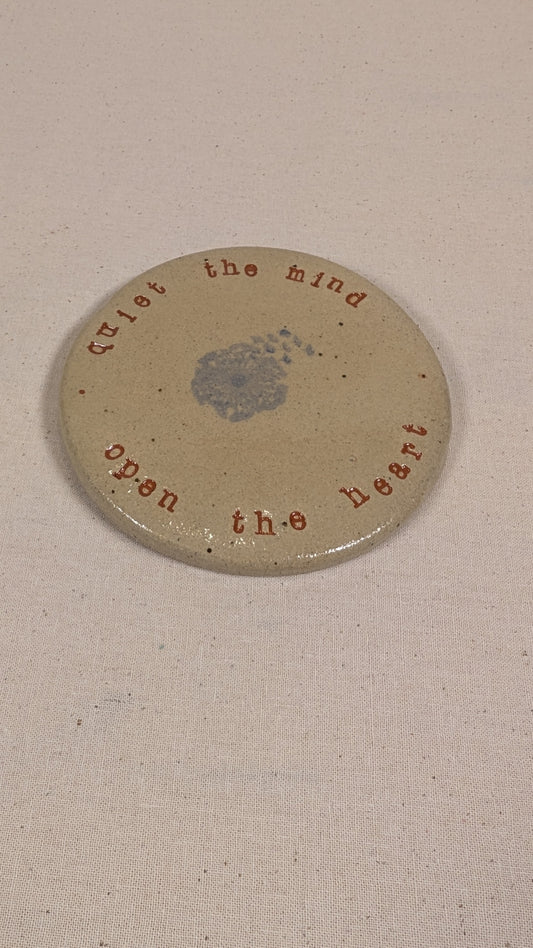 quiet the mind
open the heart